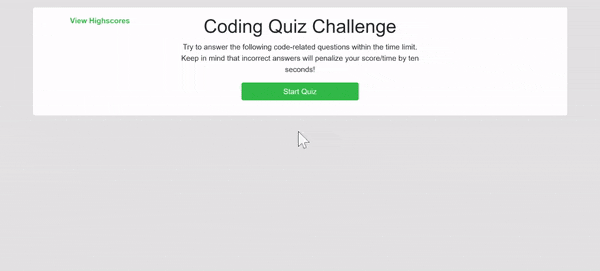 View Highscores
Coding Quiz Challenge
Try to answer the following code-related questions within the time limit.
Keep in mind that incorrect answers will penalize your score/time by ten
seconds!
Start Quiz